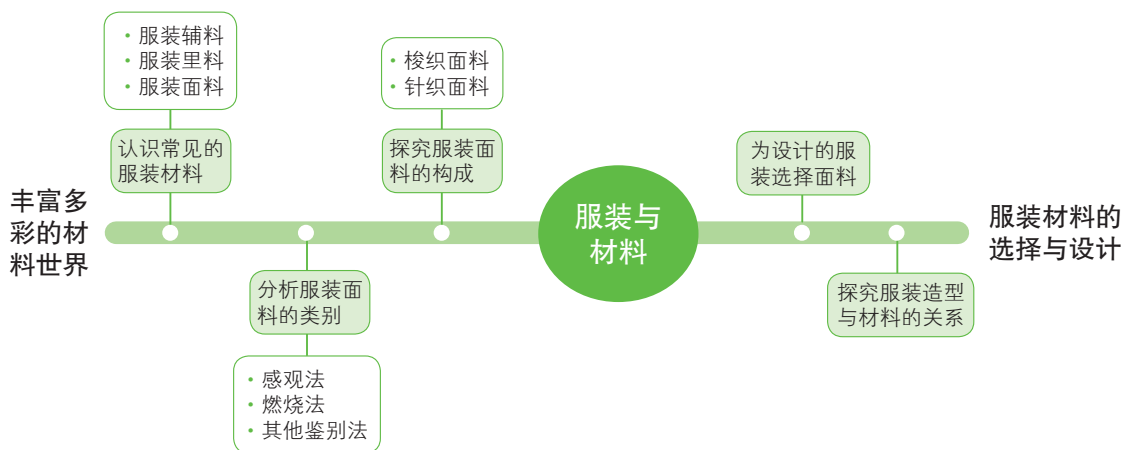 • 服装辅料
• 服装里料
• 服装面料
认识常见的
服装材料
• 梭织面料
• 针织面料
探究服装面
料的构成
丰富多
彩的材
料世界
分析服装面
料的类别
• 感观法
• 燃烧法
• 其他鉴别法
服装与
材料
为设计的服
装选择面料
探究服装造型
与材料的关系
服装材料的
选择与设计